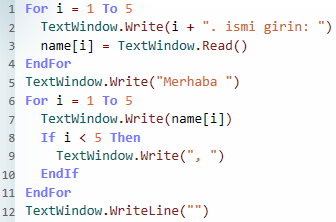 1 For i = 1 To 5
2   TextWindow.Write(i + ". ismi girin: ")
3   name[i] = TextWindow.Read()
4 EndFor
5 TextWindow.Write("Merhaba ")
6 For i = 1 To 5
7   TextWindow.Write(name[i])
8   If i < 5 Then
9     TextWindow.Write(", ")
10   EndIf
11 EndFor
12 TextWindow.WriteLine("")